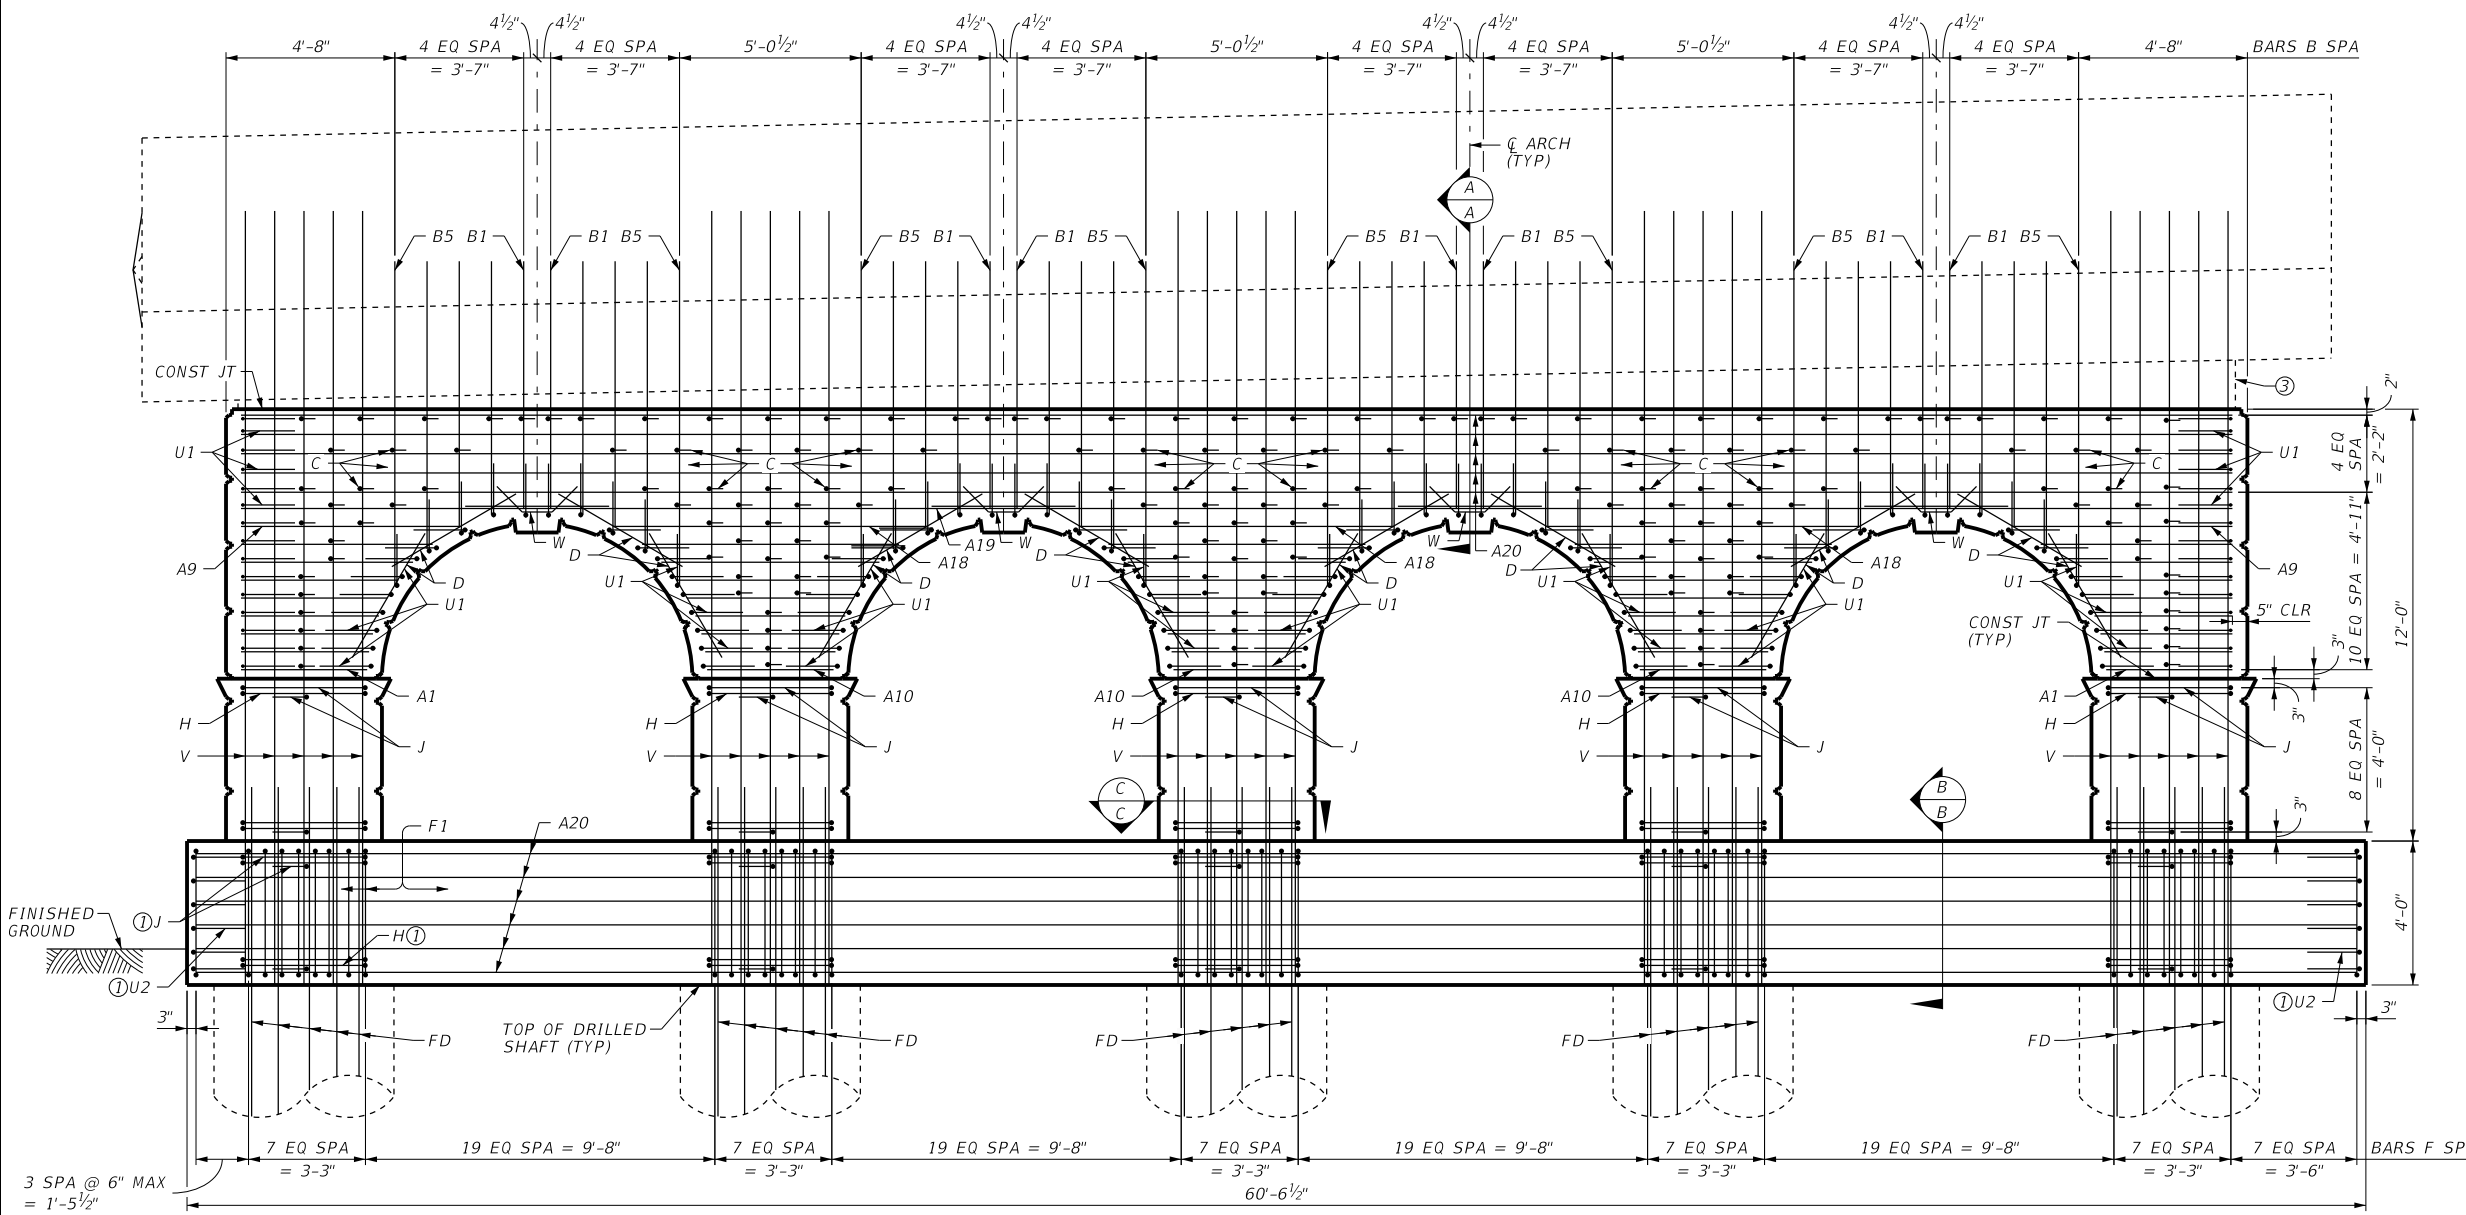 4½" 4½" 4½" 4½" 4½" 4½" 4½" 4½"
4'-8" 4 EQ SPA 4 EQ SPA 5'-0½" 4 EQ SPA 4 EQ SPA 5'-0½" 4 EQ SPA 4 EQ SPA 5'-0½" 4 EQ SPA 4 EQ SPA 4'-8" BARS B SPA
= 3'-7" = 3'-7" = 3'-7" = 3'-7" = 3'-7" = 3'-7" = 3'-7" = 3'-7"
℄ ARCH
(TYP)
A
A
B5 B1 B1 B5 B5 B1 B1 B5 B5 B1 B1 B5 B5 B1 B1 B5
CONST JT
3
2"
U1 C C C C C U1
4 EQ
SPA
= 2'-2"
W A19 W W A20 W
A9 D D D A18 D D A18 D D A18 D A9
U1 U1 U1 U1 U1 U1 U1 U1
10 EQ SPA = 4'-11"
5" CLR
12'-0"
CONST JT
(TYP)
3"
A1 A10 A10 A10 A1
3"
H H H H H
J J J J J
V V V V V
8 EQ SPA
= 4'-0"
C
C
B
B
3"
F1 A20
4'-0"
FINISHED
GROUND
1 J
H 1
1 U2
1 U2
3" 3"
TOP OF DRILLED
SHAFT (TYP)
FD FD FD FD FD
7 EQ SPA 19 EQ SPA = 9'-8" 7 EQ SPA 19 EQ SPA = 9'-8" 7 EQ SPA 19 EQ SPA = 9'-8" 7 EQ SPA 19 EQ SPA = 9'-8" 7 EQ SPA 7 EQ SPA BARS F SP
= 3-3" = 3'-3" = 3'-3" = 3-3" = 3'-3" = 3'-6"
3 SPA @ 6" MAX
= 1'-5½"
60'-6½"